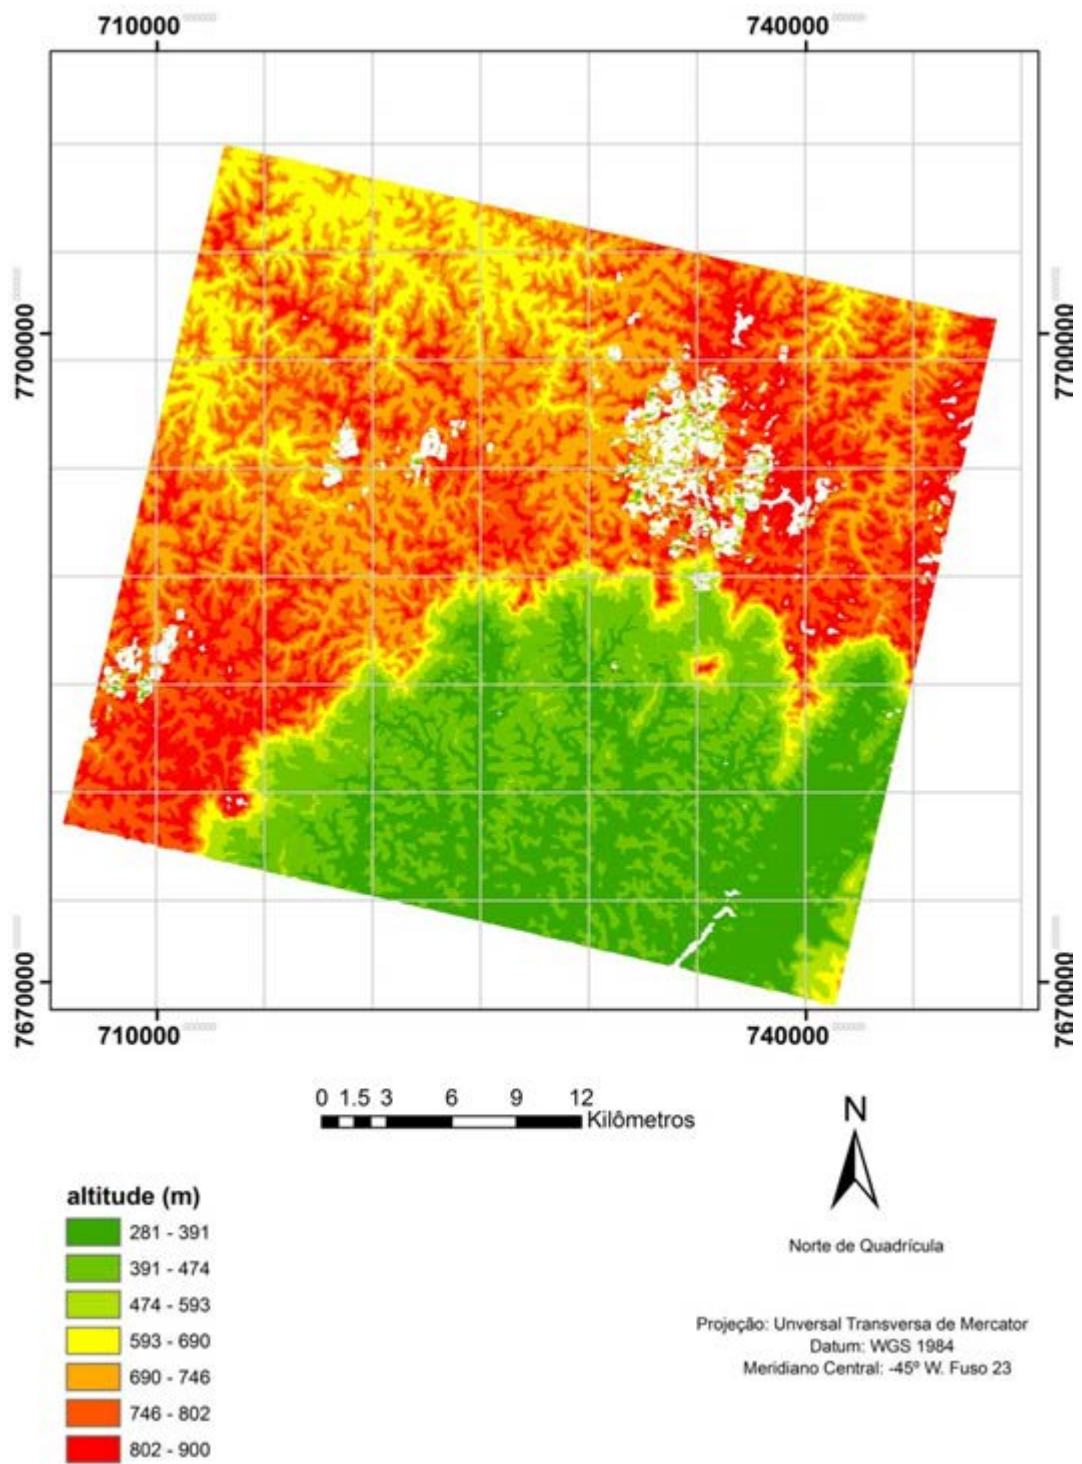 710000 740000
7700000 7700000
7670000 7670000
710000 740000
0 1.5 3 6 9 12
Kilômetros
N
Norte de Quadrícula
altitude (m)
281 - 391
391 - 474
474 - 593
593 - 690
690 - 746
746 - 802
802 - 900
Projeção: Unversal Transversa de Mercator
Datum: WGS 1984
Meridiano Central: -45º W. Fuso 23